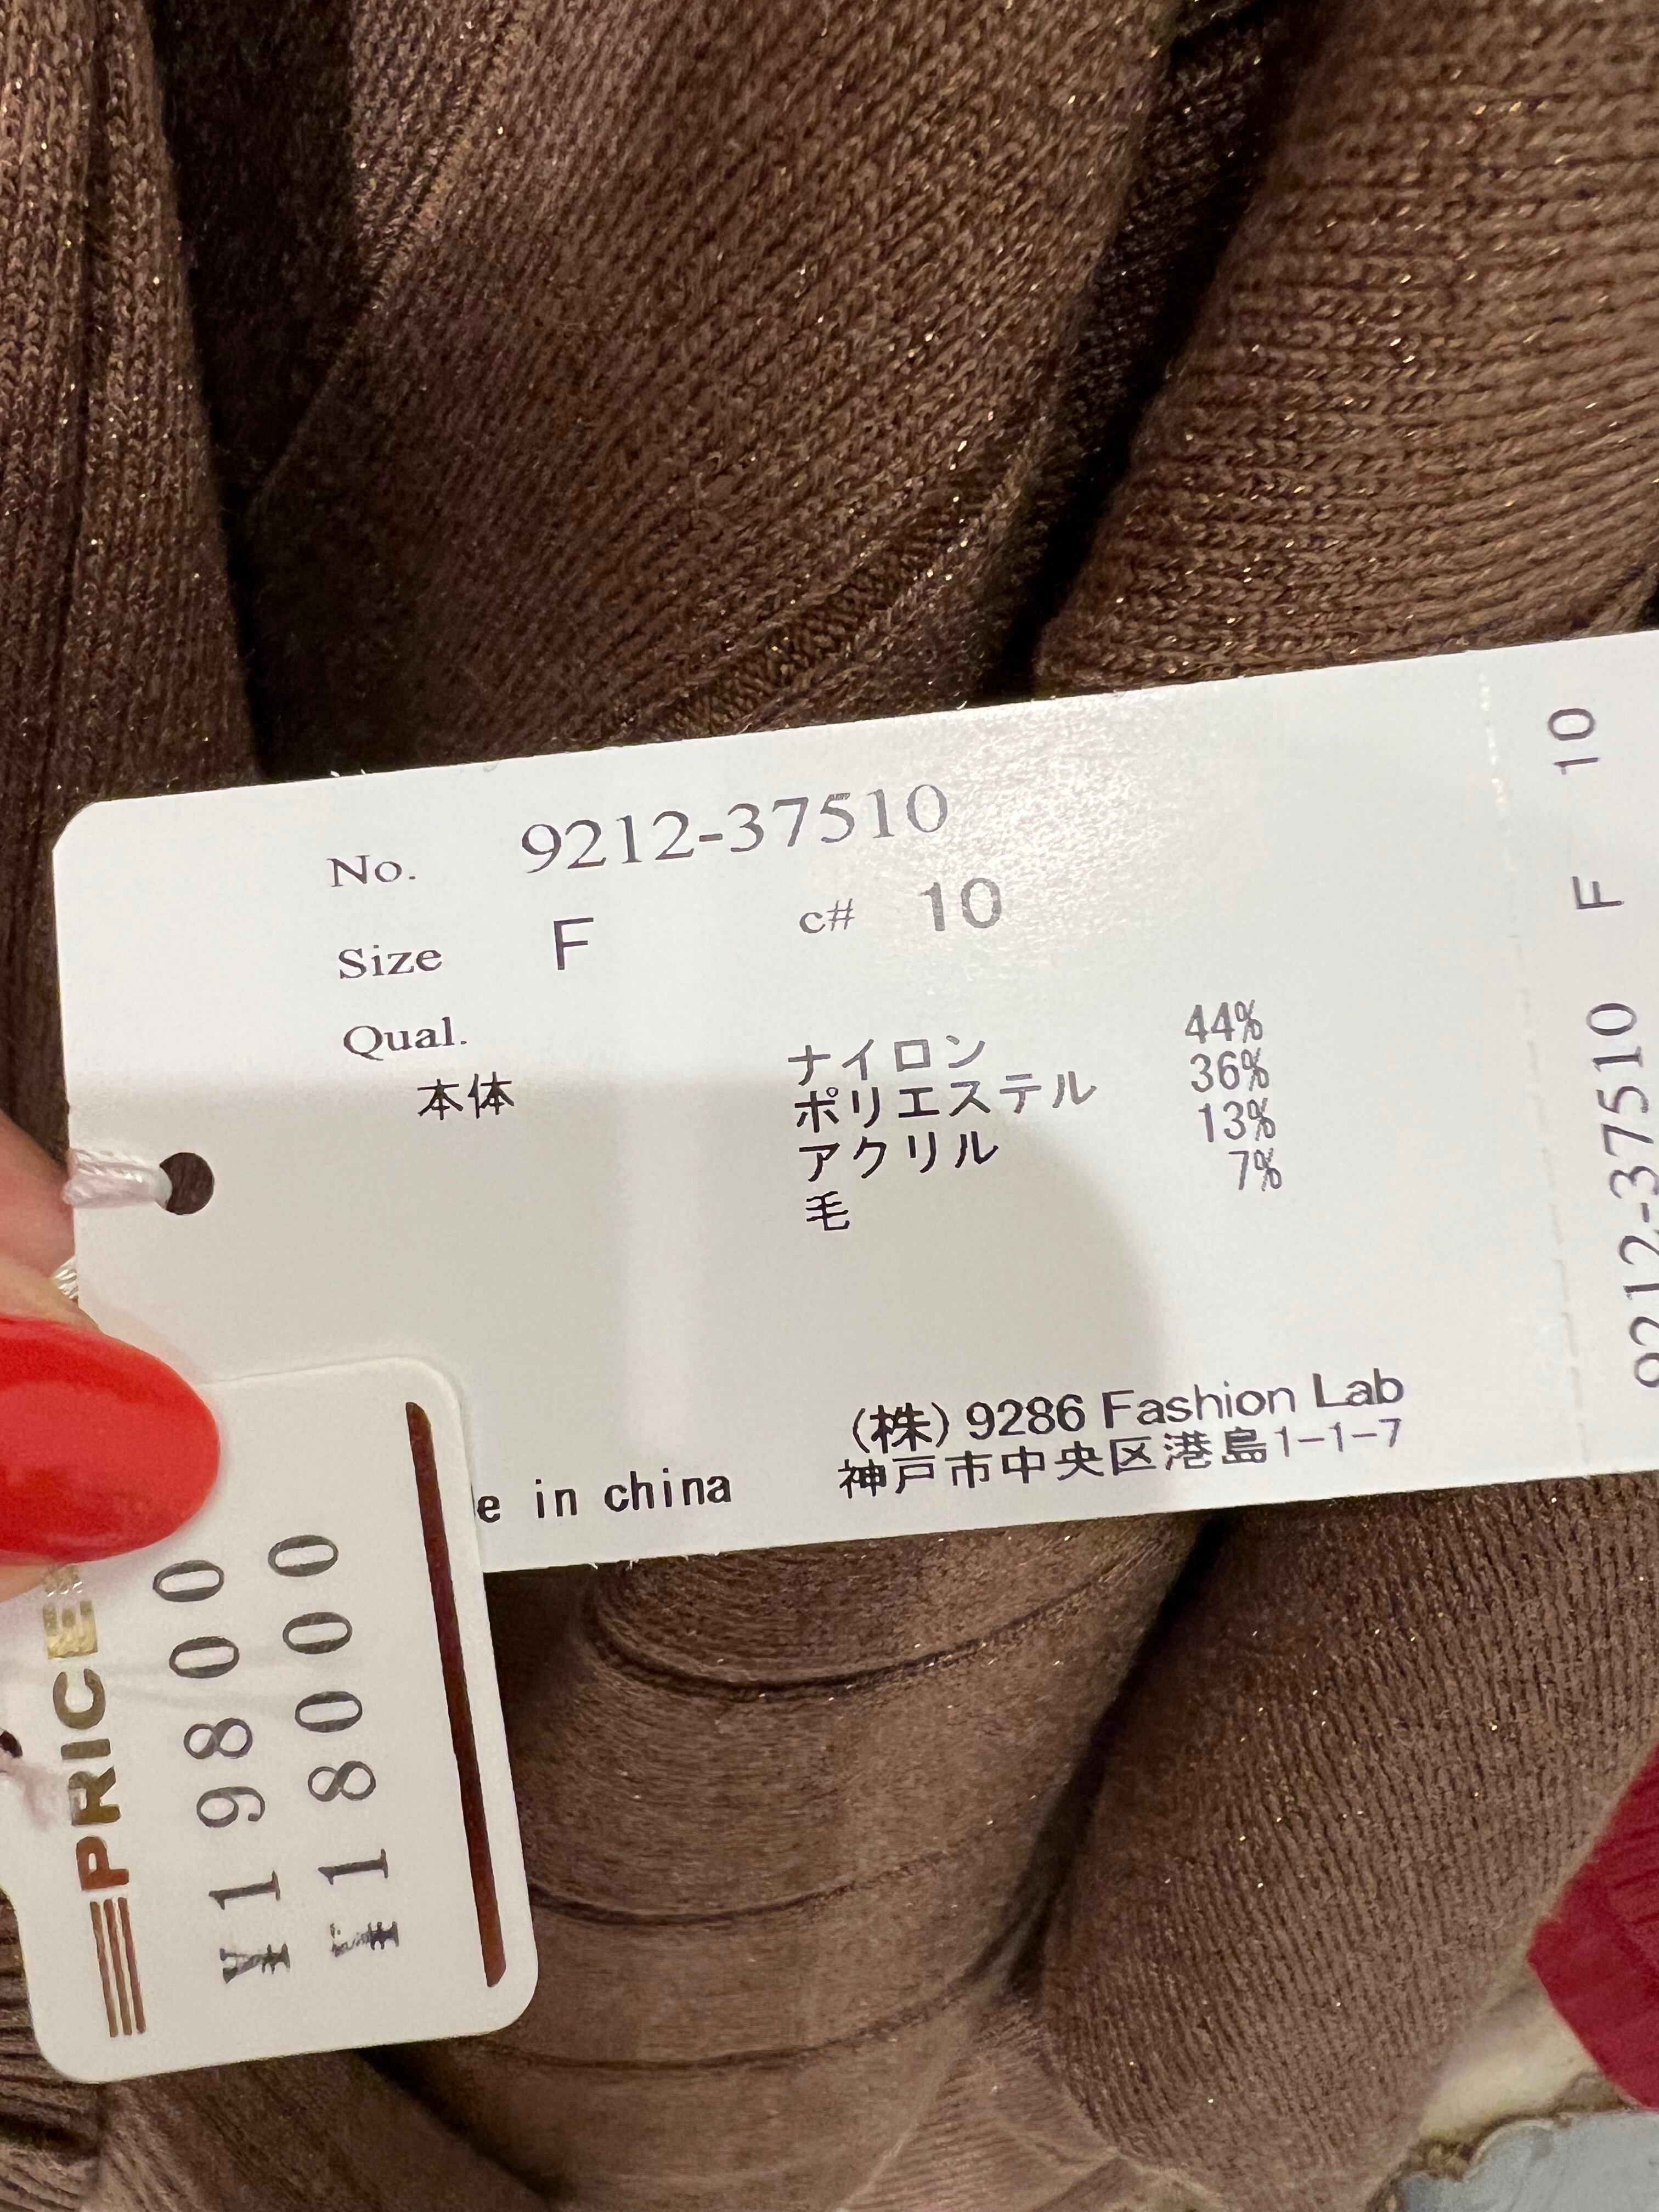 No. 9212-37510
Size F c# 10
Qual.
本体 ナイロン 44%
ポリエステル 36%
アクリル 13%
毛 7%
(株) 9286 Fashion Lab
神戸市中央区港島1-1-7
e in china
9212-37510 F 10
PRICE
¥19800
¥18000